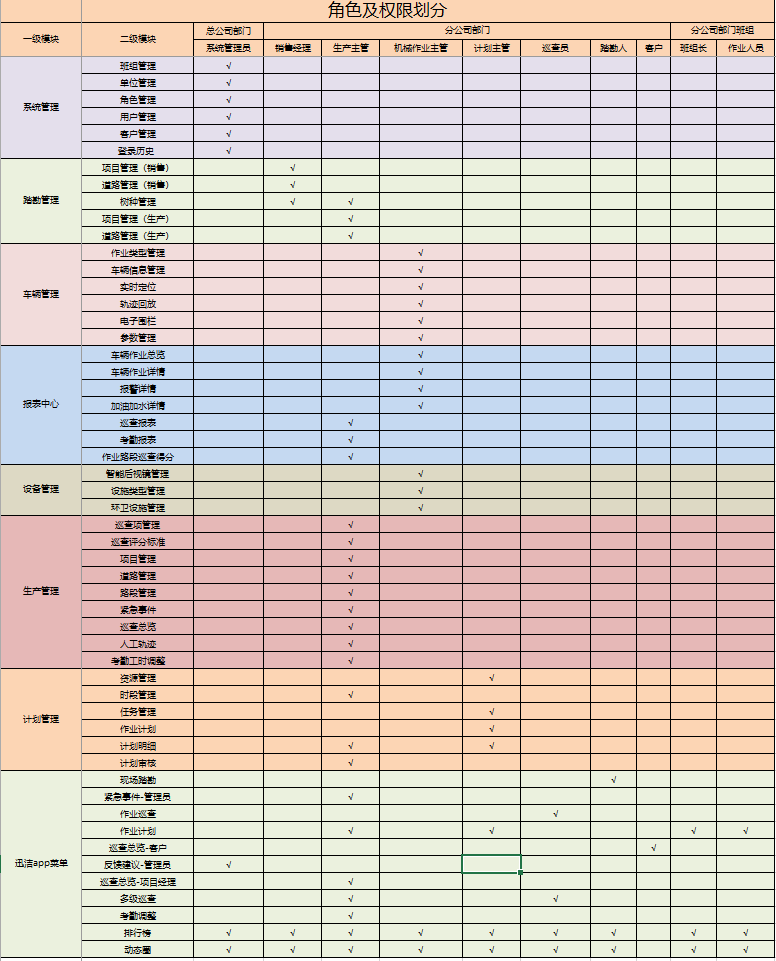 角色及权限划分
一级模块 二级模块 总公司部门 分公司部门 分公司部门班组
系统管理员 销售经理 生产主管 机械作业主管 计划主管 巡查员 踏勘人 客户 班组长 作业人员
系统管理
班组管理 √
单位管理 √
角色管理 √
用户管理 √
客户管理 √
登录历史 √
踏勘管理
项目管理（销售） √
道路管理（销售） √
树种管理 √ √
项目管理（生产） √
道路管理（生产） √
车辆管理
作业类型管理 √
车辆信息管理 √
实时定位 √
轨迹回放 √
电子围栏 √
参数管理 √
报表中心
车辆作业总览 √
车辆作业详情 √
报警详情 √
加油加水详情 √
巡查报表 √
考勤报表 √
作业路段巡查得分 √
设备管理
智能后视镜管理 √
设施类型管理 √
环卫设施管理 √
生产管理
巡查项管理 √
巡查评分标准 √
项目管理 √
道路管理 √
路段管理 √
紧急事件 √
巡查总览 √
人工轨迹 √
考勤工时调整 √
计划管理
资源管理 √
时段管理 √
任务管理 √
作业计划 √
计划明细 √ √
计划审核 √
迅洁app菜单
现场踏勘 √
紧急事件-管理员 √
作业巡查 √
作业计划 √ √ √ √
巡查总览-客户 √
反馈建议-管理员 √
巡查总览-项目经理 √
多级巡查 √ √
考勤调整 √
排行榜 √ √ √ √ √ √ √ √ √
动态圈 √ √ √ √ √ √ √ √ √